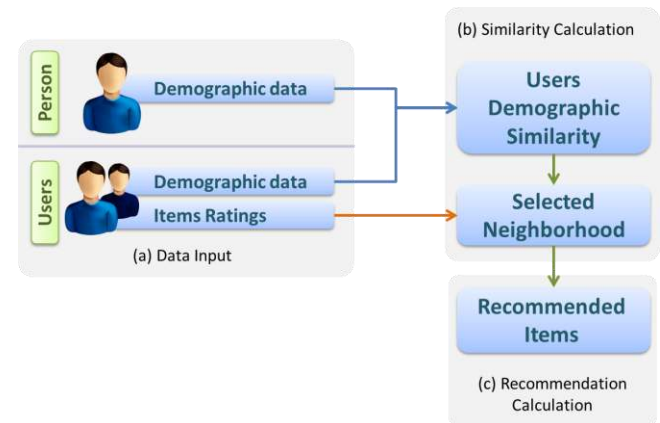 Person
Demographic data
Users
Demographic data
Items Ratings
(a) Data Input
(b) Similarity Calculation
Users
Demographic
Similarity
Selected
Neighborhood
Recommended
Items
(c) Recommendation
Calculation